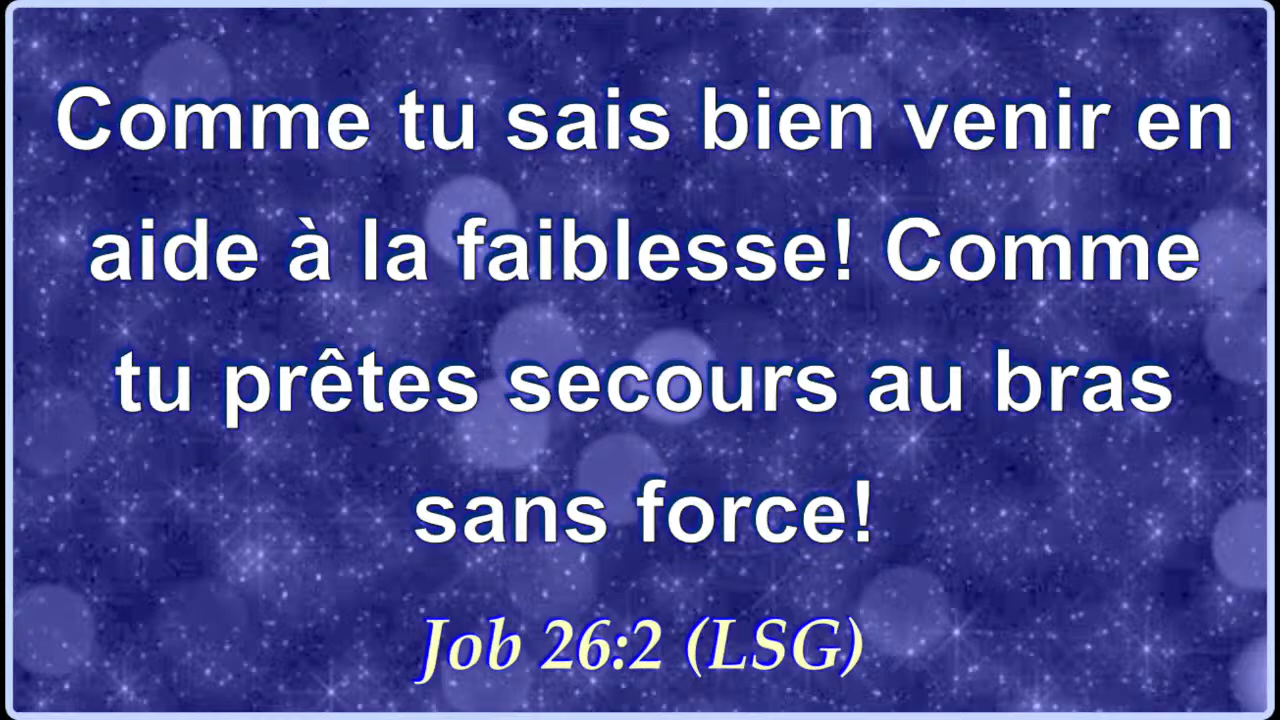 Comme tu sais bien venir en
aide à la faiblesse! Comme
tu prêtes secours au bras
sans force!
Job 26:2 (LSG)